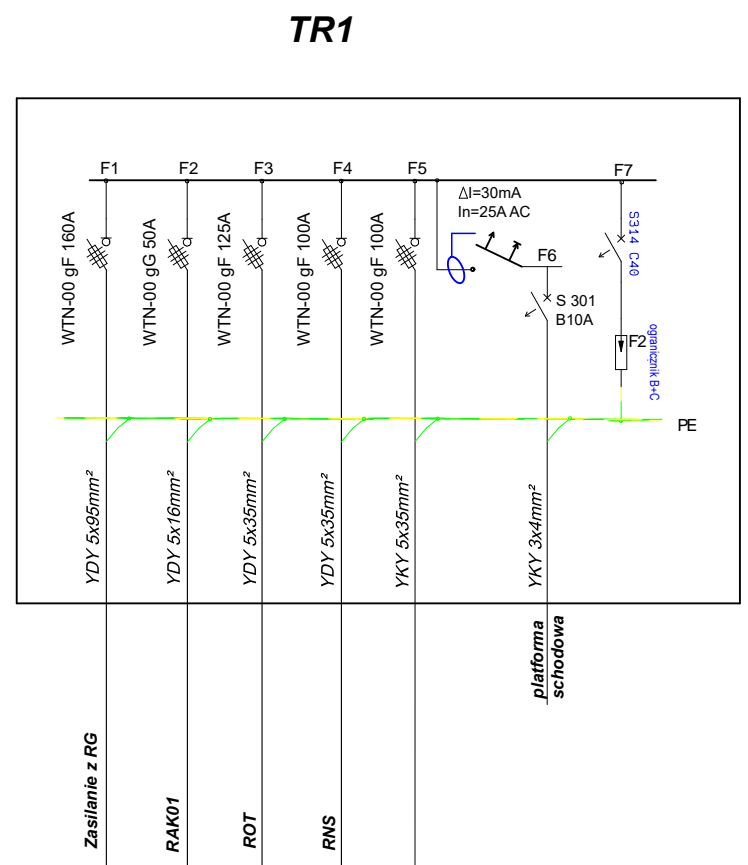 TR1
F1
F2
F3
F4
F5
F7
ΔI=30mA
In=25A AC
F6
WTN-00 gF 160A
WTN-00 gG 50A
WTN-00 gF 125A
WTN-00 gF 100A
WTN-00 gF 100A
S 301
B10A
S314 C40
F2
ogranicznik B+C
PE
YDY 5x95mm²
YDY 5x16mm²
YDY 5x35mm²
YDY 5x35mm²
YKY 5x35mm²
YKY 3x4mm²
platforma
schodowa
Zasilanie z RG
RAK01
ROT
RNS